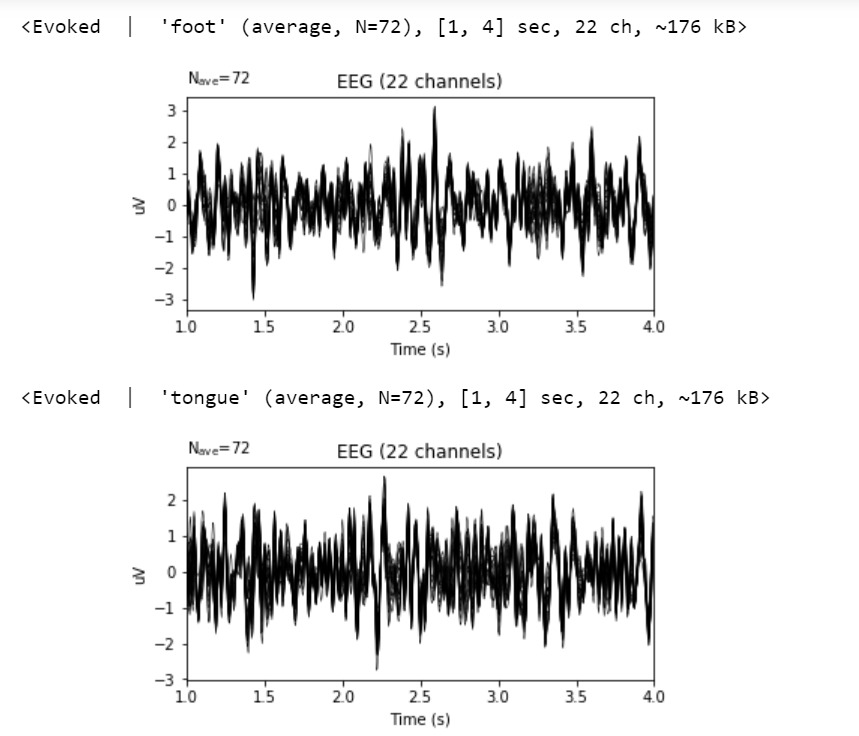 <Evoked | 'foot' (average, N=72), [1, 4] sec, 22 ch, ~176 kB>
Nave=72 EEG (22 channels)
3
2
1
0
−1
−2
−3
uV
1.0 1.5 2.0 2.5 3.0 3.5 4.0
Time (s)
<Evoked | 'tongue' (average, N=72), [1, 4] sec, 22 ch, ~176 kB>
Nave=72 EEG (22 channels)
2
1
0
−1
−2
−3
uV
1.0 1.5 2.0 2.5 3.0 3.5 4.0
Time (s)